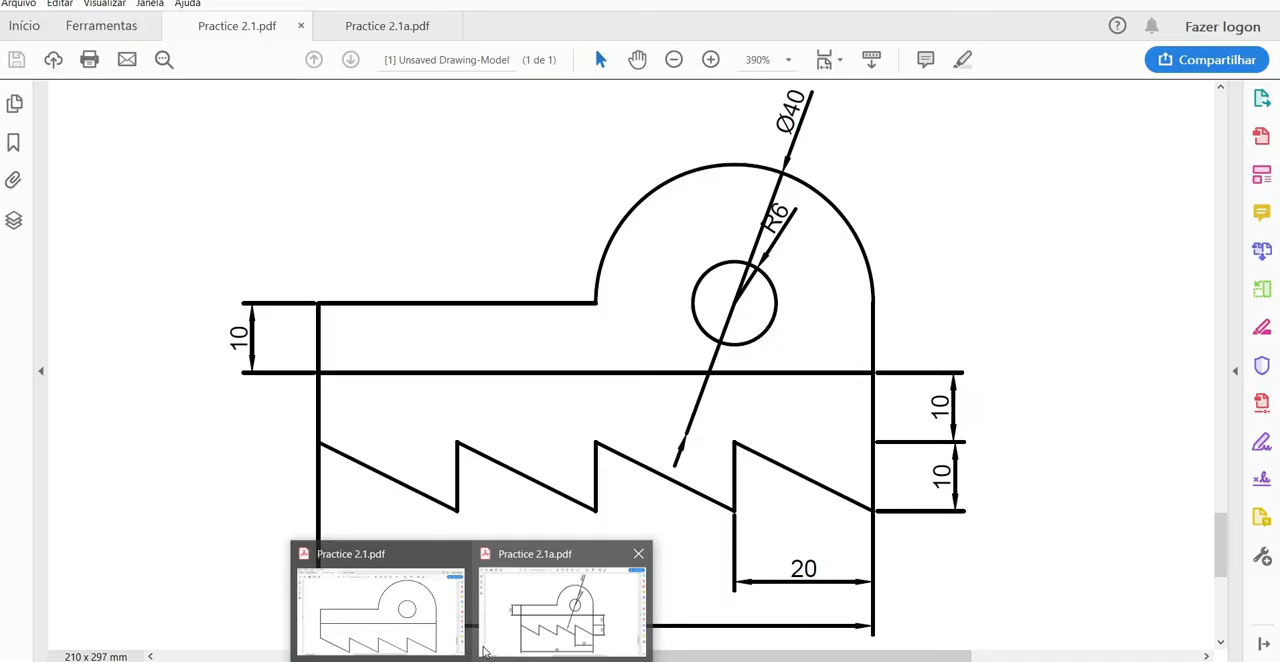 Arquivo Editar Visualizar Janela Ajuda
Início Ferramentas Practice 2.1.pdf × Practice 2.1a.pdf Fazer logon
[1] Unsaved Drawing-Model (1 de 1) 390% Compartilhar
Ø40
R6
10
10
10
20
Practice 2.1.pdf Practice 2.1a.pdf
210 x 297 mm